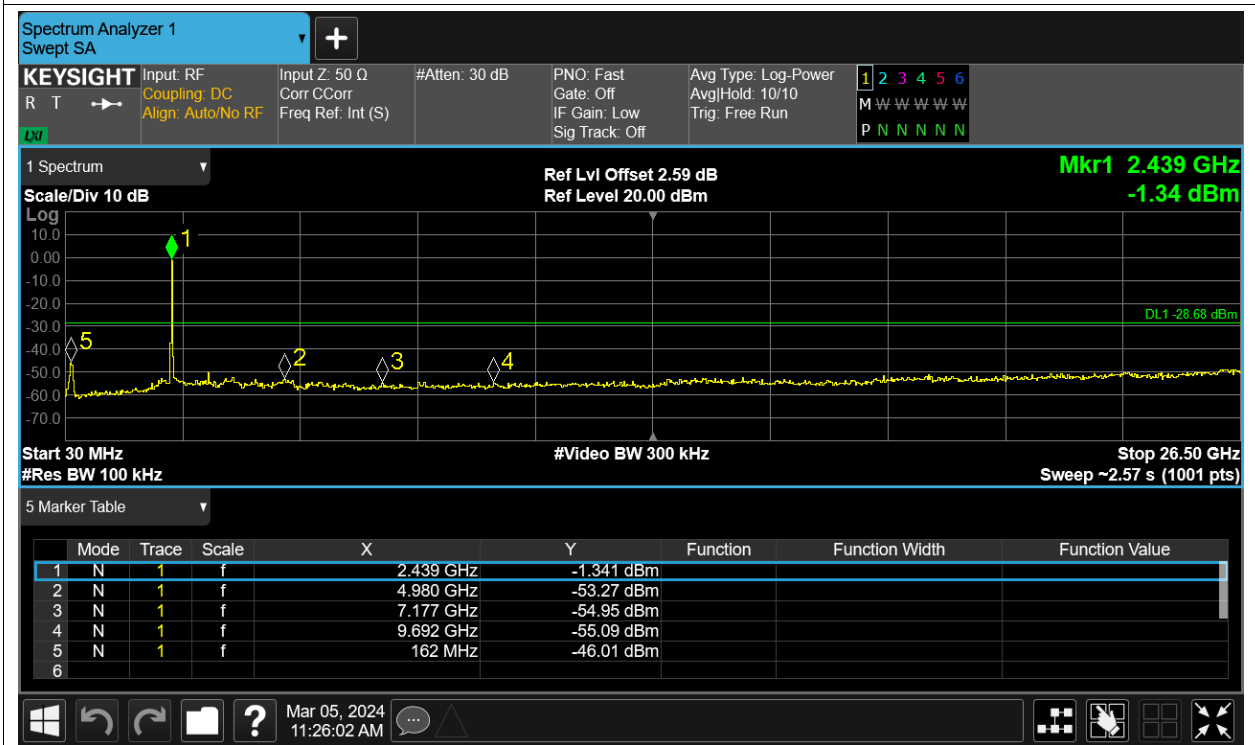 Spectrum Analyzer 1
Swept SA
+
KEYSIGHT
R T
LXI
Input: RF
Coupling: DC
Align: Auto/No RF
Input Z: 50 Ω
Corr CCorr
Freq Ref: Int (S)
#Atten: 30 dB
PNO: Fast
Gate: Off
IF Gain: Low
Sig Track: Off
Avg Type: Log-Power
Avg|Hold: 10/10
Trig: Free Run
1 2 3 4 5 6
M W W W W W
P N N N N N
1 Spectrum
Scale/Div 10 dB
Ref Lvl Offset 2.59 dB
Ref Level 20.00 dBm
Mkr1 2.439 GHz
-1.34 dBm
Log
10.0
0.00
-10.0
-20.0
-30.0
-40.0
-50.0
-60.0
-70.0
1
5
2
3
4
DL1 -28.68 dBm
Start 30 MHz
#Video BW 300 kHz
Stop 26.50 GHz
#Res BW 100 kHz
Sweep ~2.57 s (1001 pts)
5 Marker Table
Mode Trace Scale X Y Function Function Width Function Value
1 N 1 f 2.439 GHz -1.341 dBm
2 N 1 f 4.980 GHz -53.27 dBm
3 N 1 f 7.177 GHz -54.95 dBm
4 N 1 f 9.692 GHz -55.09 dBm
5 N 1 f 162 MHz -46.01 dBm
6
?
Mar 05, 2024
11:26:02 AM